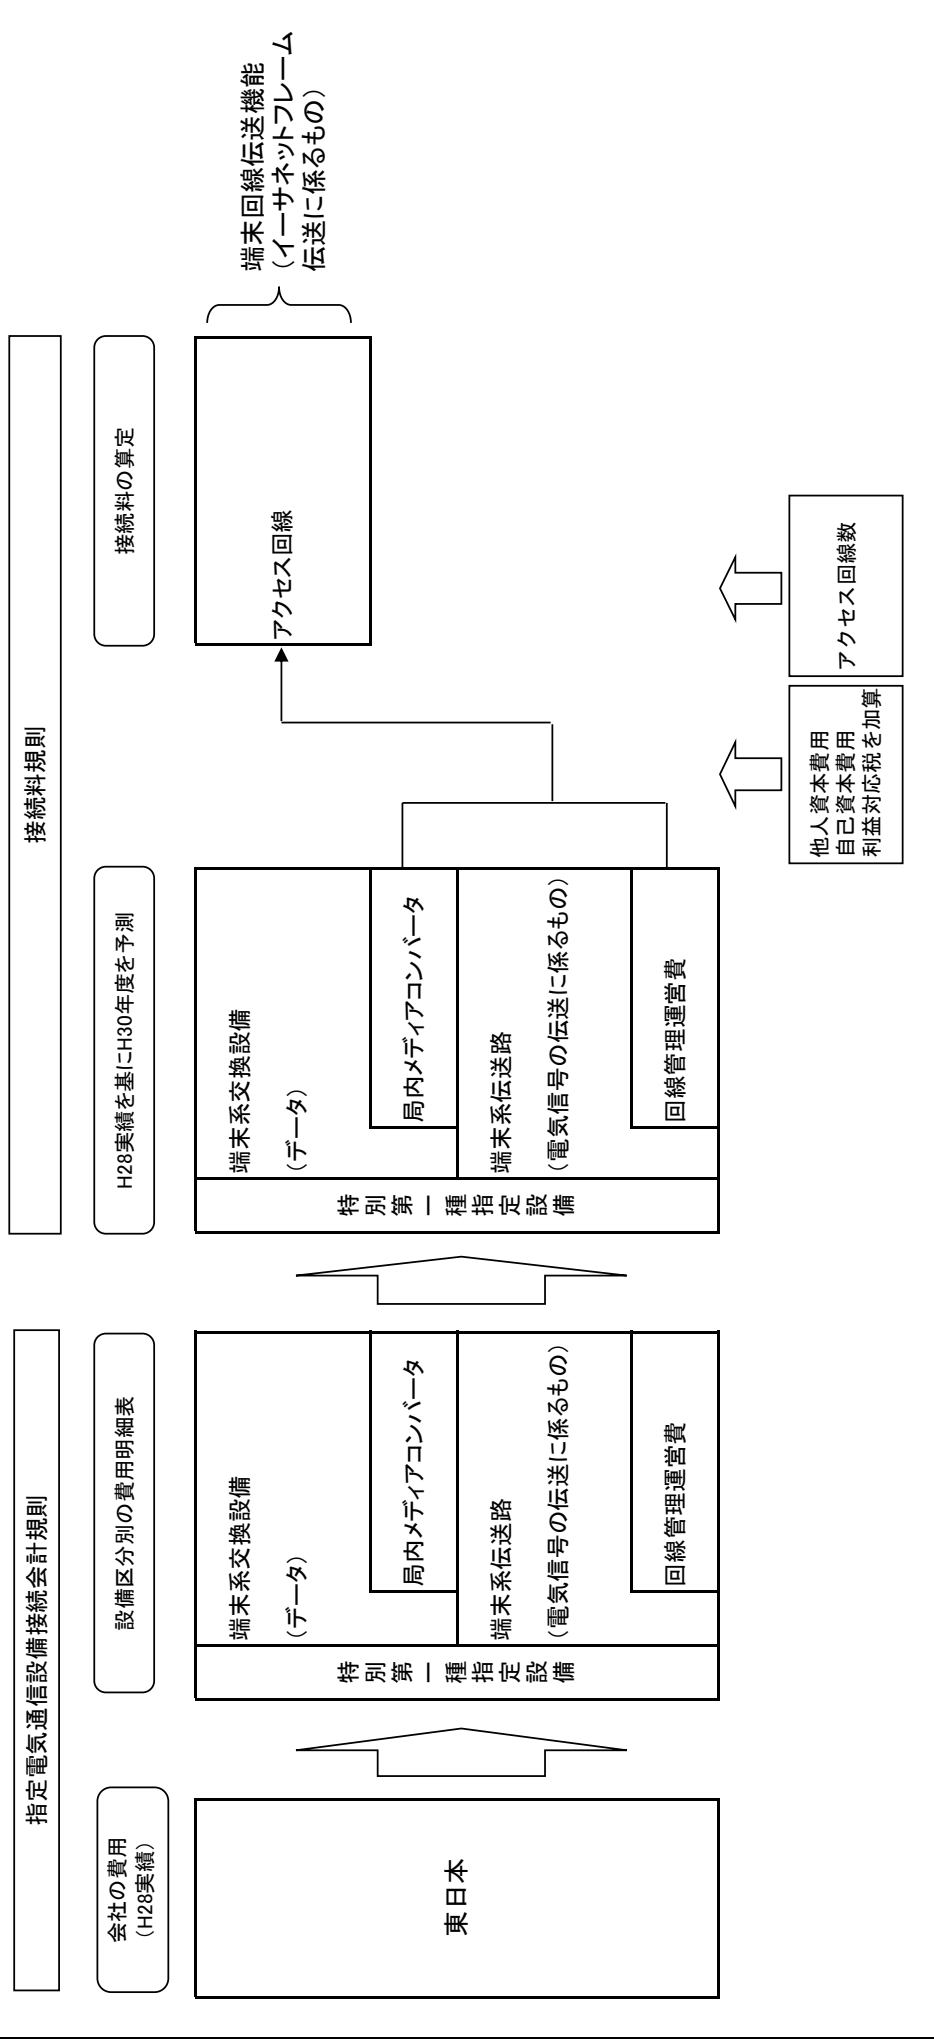 指定電気通信設備接続会計規則
接続料規則
会社の費用
（H28実績）
設備区分別の費用明細表
H28実績を基にH30年度を予測
接続料の算定
東日本
特別第一種指定設備
端末系交換設備
（データ）
局内メディアコンバータ
端末系伝送路
（電気信号の伝送に係るもの）
回線管理運営費
特別第一種指定設備
端末系交換設備
（データ）
局内メディアコンバータ
端末系伝送路
（電気信号の伝送に係るもの）
回線管理運営費
アクセス回線
端末回線伝送機能
（イーサネットフレーム
伝送に係るもの）
他人資本費用
自己資本費用
利益対応税を加算
アクセス回線数